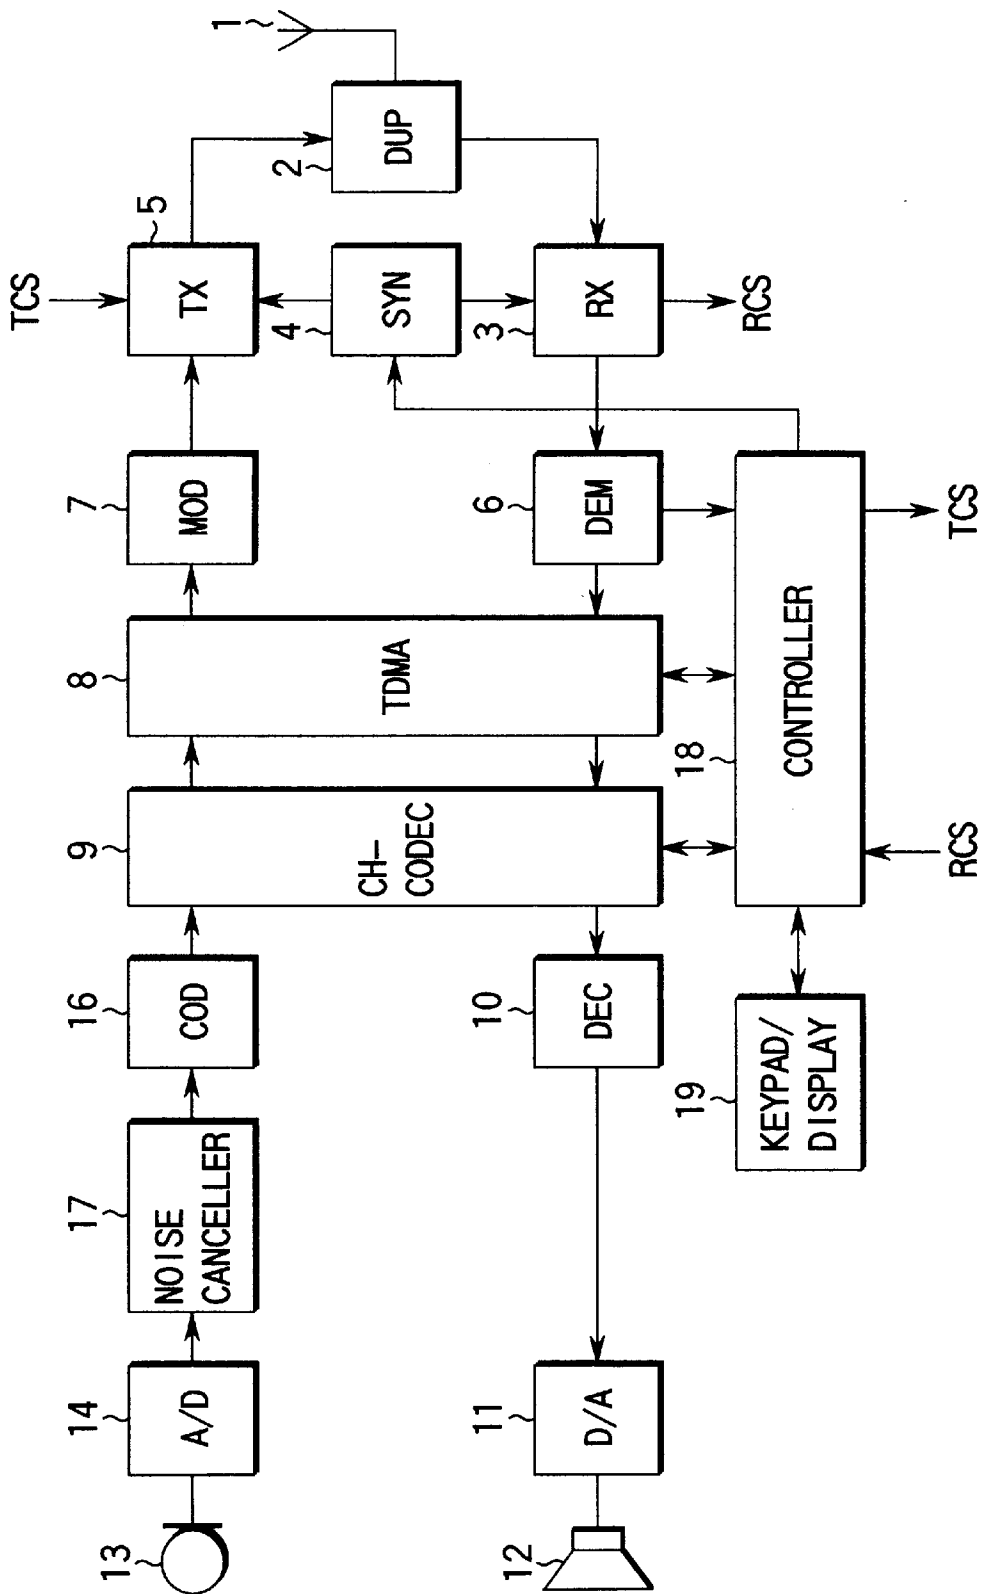 TCS
13
14
17
16
9
8
7
5
1
A/D
NOISE
CANCELLER
COD
MOD
TX
2
4
CH-
CODEC
TDMA
SYN
DUP
12
11
10
6
3
D/A
DEC
DEM
RX
19
18
KEYPAD/
DISPLAY
CONTROLLER
RCS
RCS
TCS